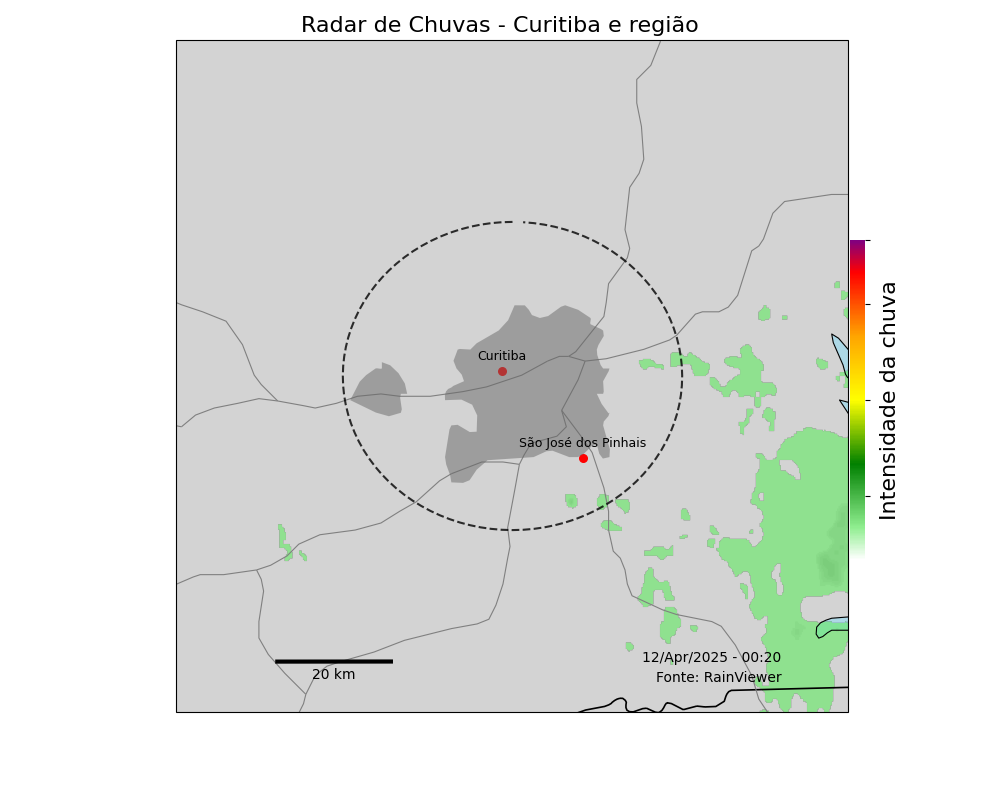 Radar de Chuvas - Curitiba e região
Curitiba
São José dos Pinhais
Intensidade da chuva
12/Apr/2025 - 00:20
Fonte: RainViewer
20 km